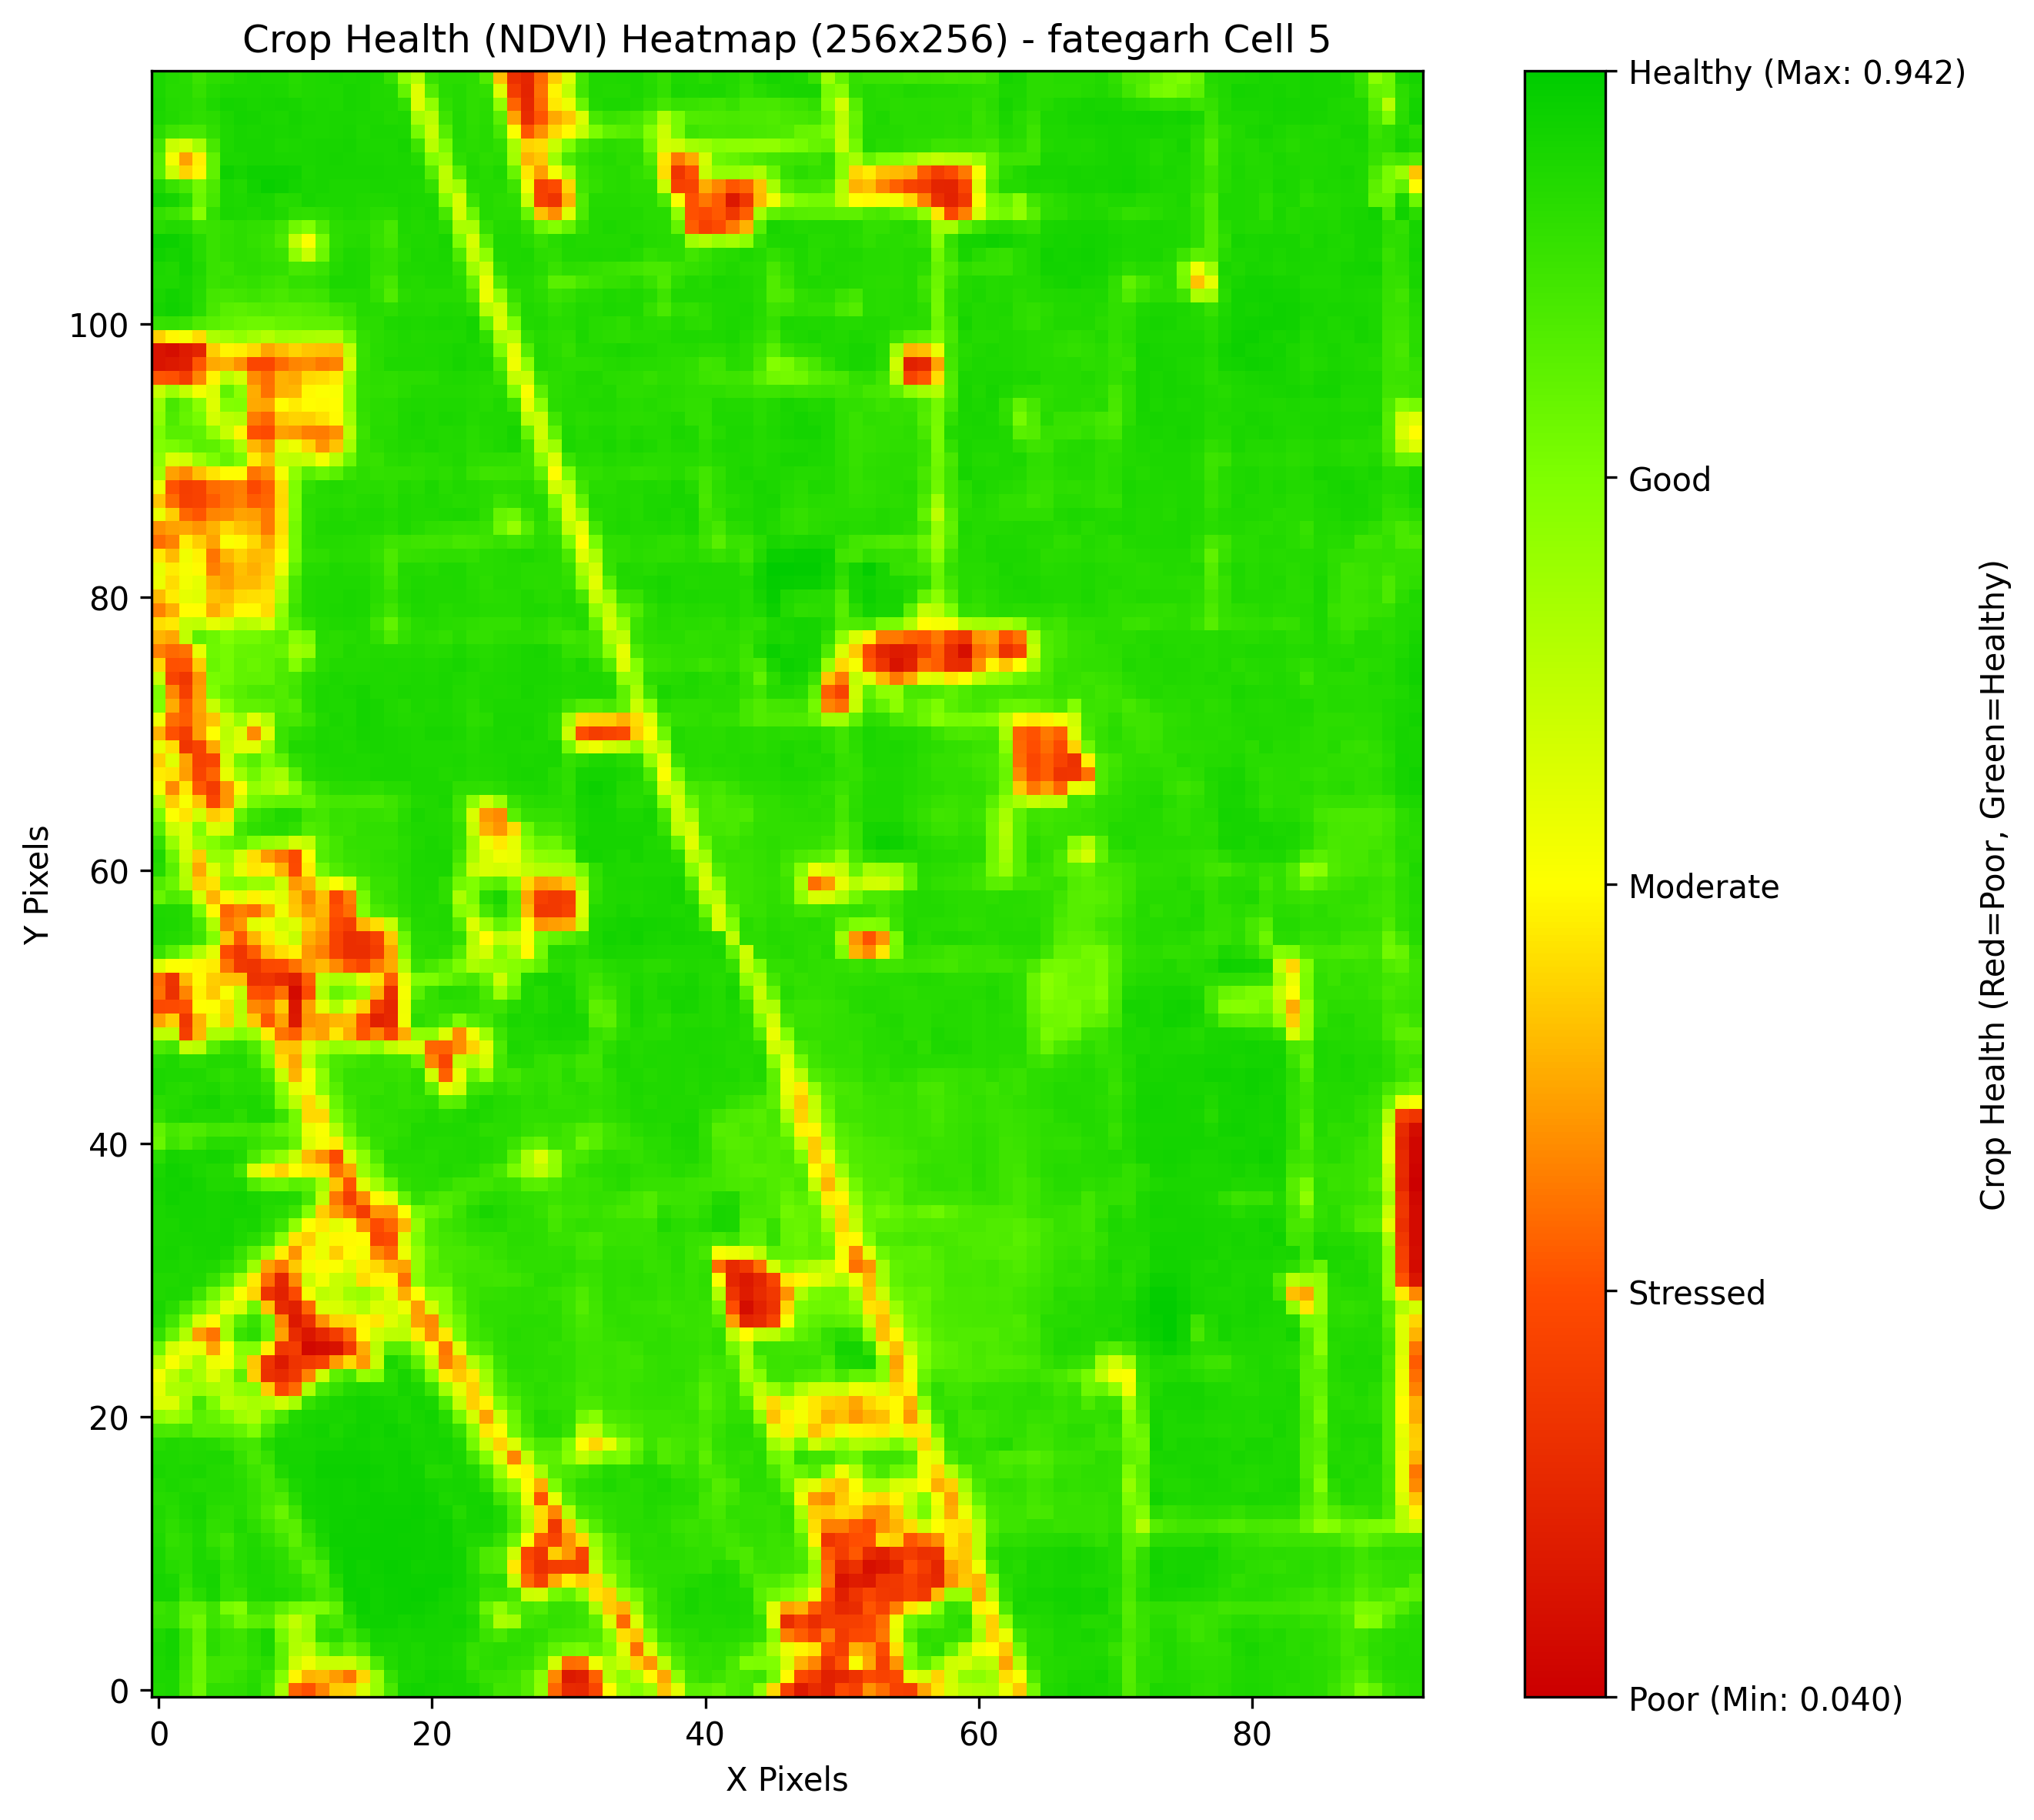 Crop Health (NDVI) Heatmap (256x256) - fategarh Cell 5
Healthy (Max: 0.942)
Good
Moderate
Stressed
Poor (Min: 0.040)
Crop Health (Red=Poor, Green=Healthy)
Y Pixels
100
80
60
40
20
0
0 20 40 60 80
X Pixels